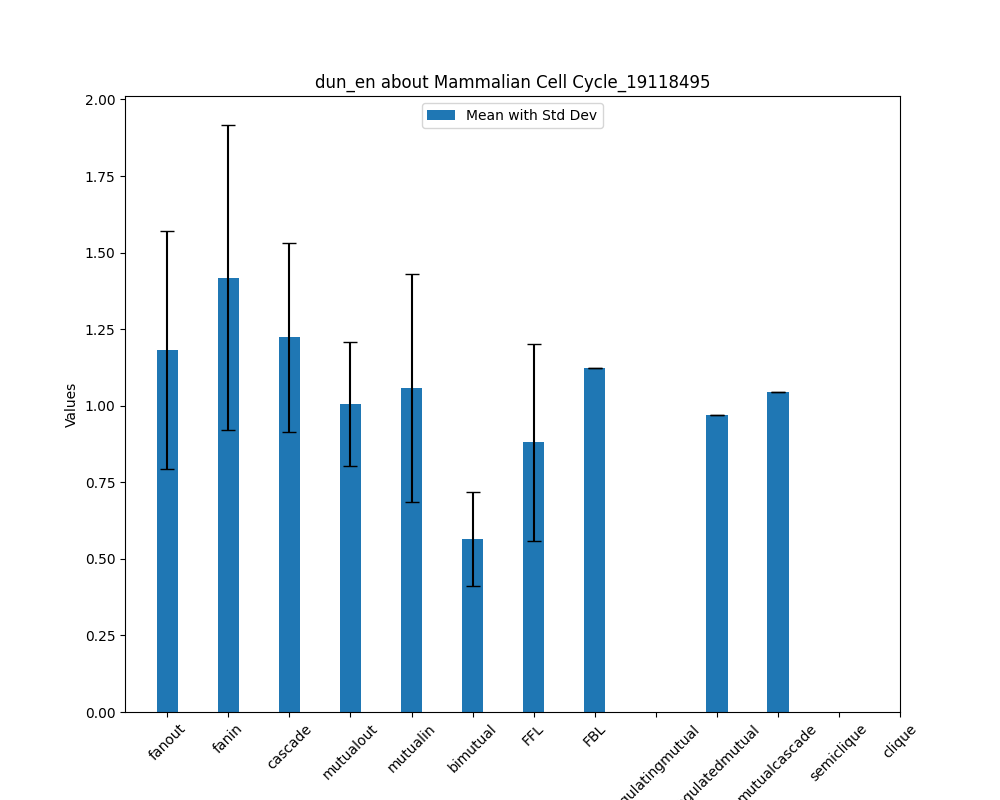 dun_en about Mammalian Cell Cycle_19118495
Mean with Std Dev
2.00
1.75
1.50
1.25
1.00
0.75
0.50
0.25
0.00
Values
fanout
fanin
cascade
mutualout
mutualin
bimutual
FFL
FBL
gulatingmutual
gulatedmutual
mutualcascade
semiclique
clique